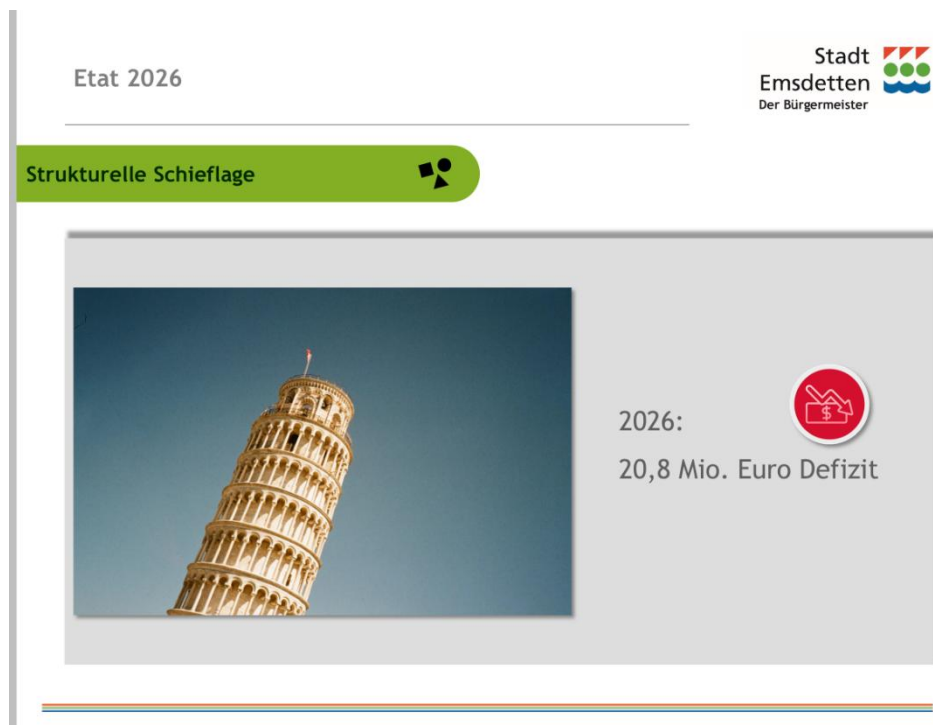 Etat 2026
Stadt
Emsdetten
Der Bürgermeister
Strukturelle Schieflage
$
2026:
20,8 Mio. Euro Defizit